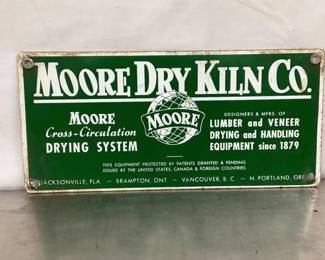 MOORE DRY KILN CO.
MOORE
Cross-Circulation
DRYING SYSTEM
MOORE
DESIGNERS & MFRS. OF
LUMBER and VENEER
DRYING and HANDLING
EQUIPMENT since 1879
THIS EQUIPMENT PROTECTED BY PATENTS GRANTED & PENDING
ISSUED BY THE UNITED STATES, CANADA & FOREIGN COUNTRIES
JACKSONVILLE, FLA. — BRAMPTON, ONT. — VANCOUVER, B. C. — N. PORTLAND, ORE